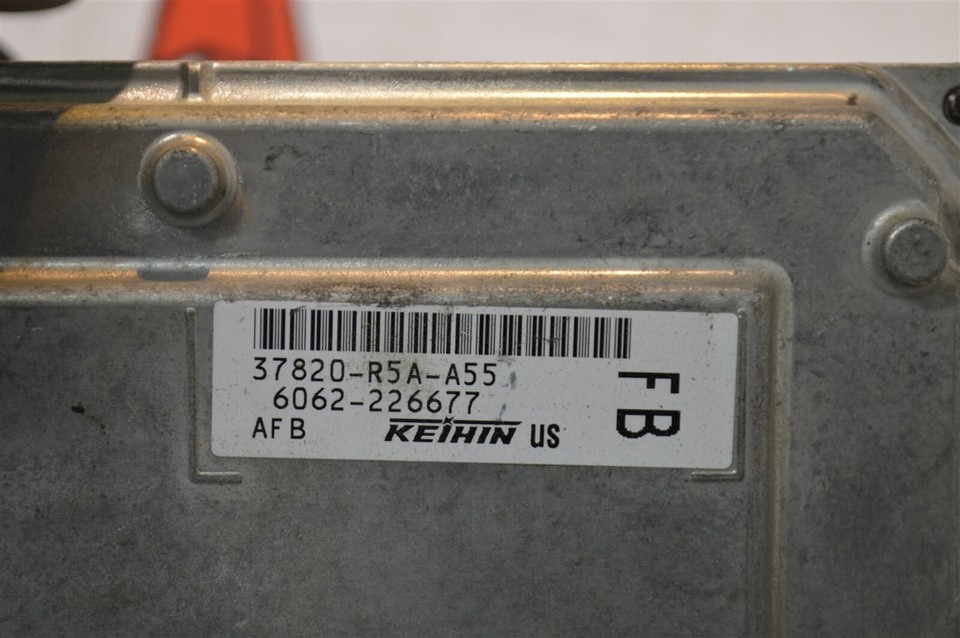 37820-R5A-A55
6062-226677
AFB KEIHIN US
FB